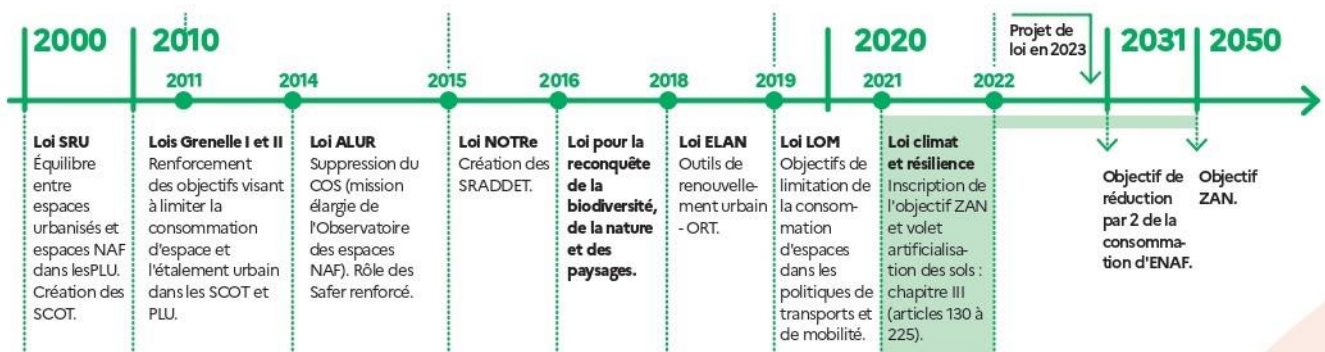 2000
2010
2020
Projet de
loi en 2023
2031
2050
2011
2014
2015
2016
2018
2019
2021
2022
Loi SRU
Équilibre
entre
espaces
urbanisés et
espaces NAF
dans lesPLU.
Création des
SCOT.
Lois Grenelle I et II
Renforcement
des objectifs visant
à limiter la
consommation
d'espace et
l'étalement urbain
dans les SCOT et
PLU.
Loi ALUR
Suppression du
COS (mission
élargie de
l'Observatoire
des espaces
NAF). Rôle des
Safer renforcé.
Loi NOTRe
Création des
SRADDET.
Loi pour la
reconquête
de la
biodiversité,
de la nature
et des
paysages.
Loi ELAN
Outils de
renouvelle-
ment urbain
- ORT.
Loi LOM
Objectifs de
limitation de
la consom-
mation
d'espaces
dans les
politiques de
transports et
de mobilité.
Loi climat
et résilience
Inscription de
l'objectif ZAN
et volet
artificialisa-
tion des sols :
chapitre III
(articles 130 à
225).
Objectif de
réduction
par 2 de la
consomma-
tion d'ENAF.
Objectif
ZAN.